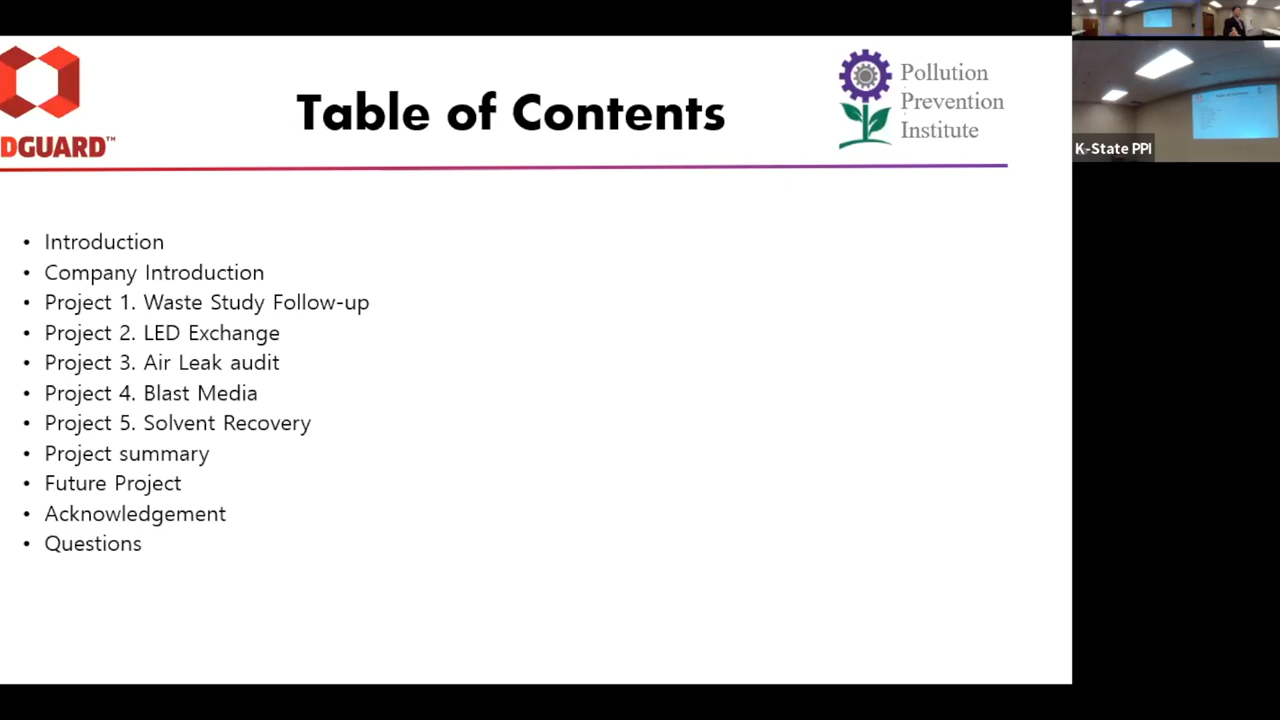 DGUARD™
Table of Contents
Pollution
Prevention
Institute
• Introduction
• Company Introduction
• Project 1. Waste Study Follow-up
• Project 2. LED Exchange
• Project 3. Air Leak audit
• Project 4. Blast Media
• Project 5. Solvent Recovery
• Project summary
• Future Project
• Acknowledgement
• Questions
K-State PPI